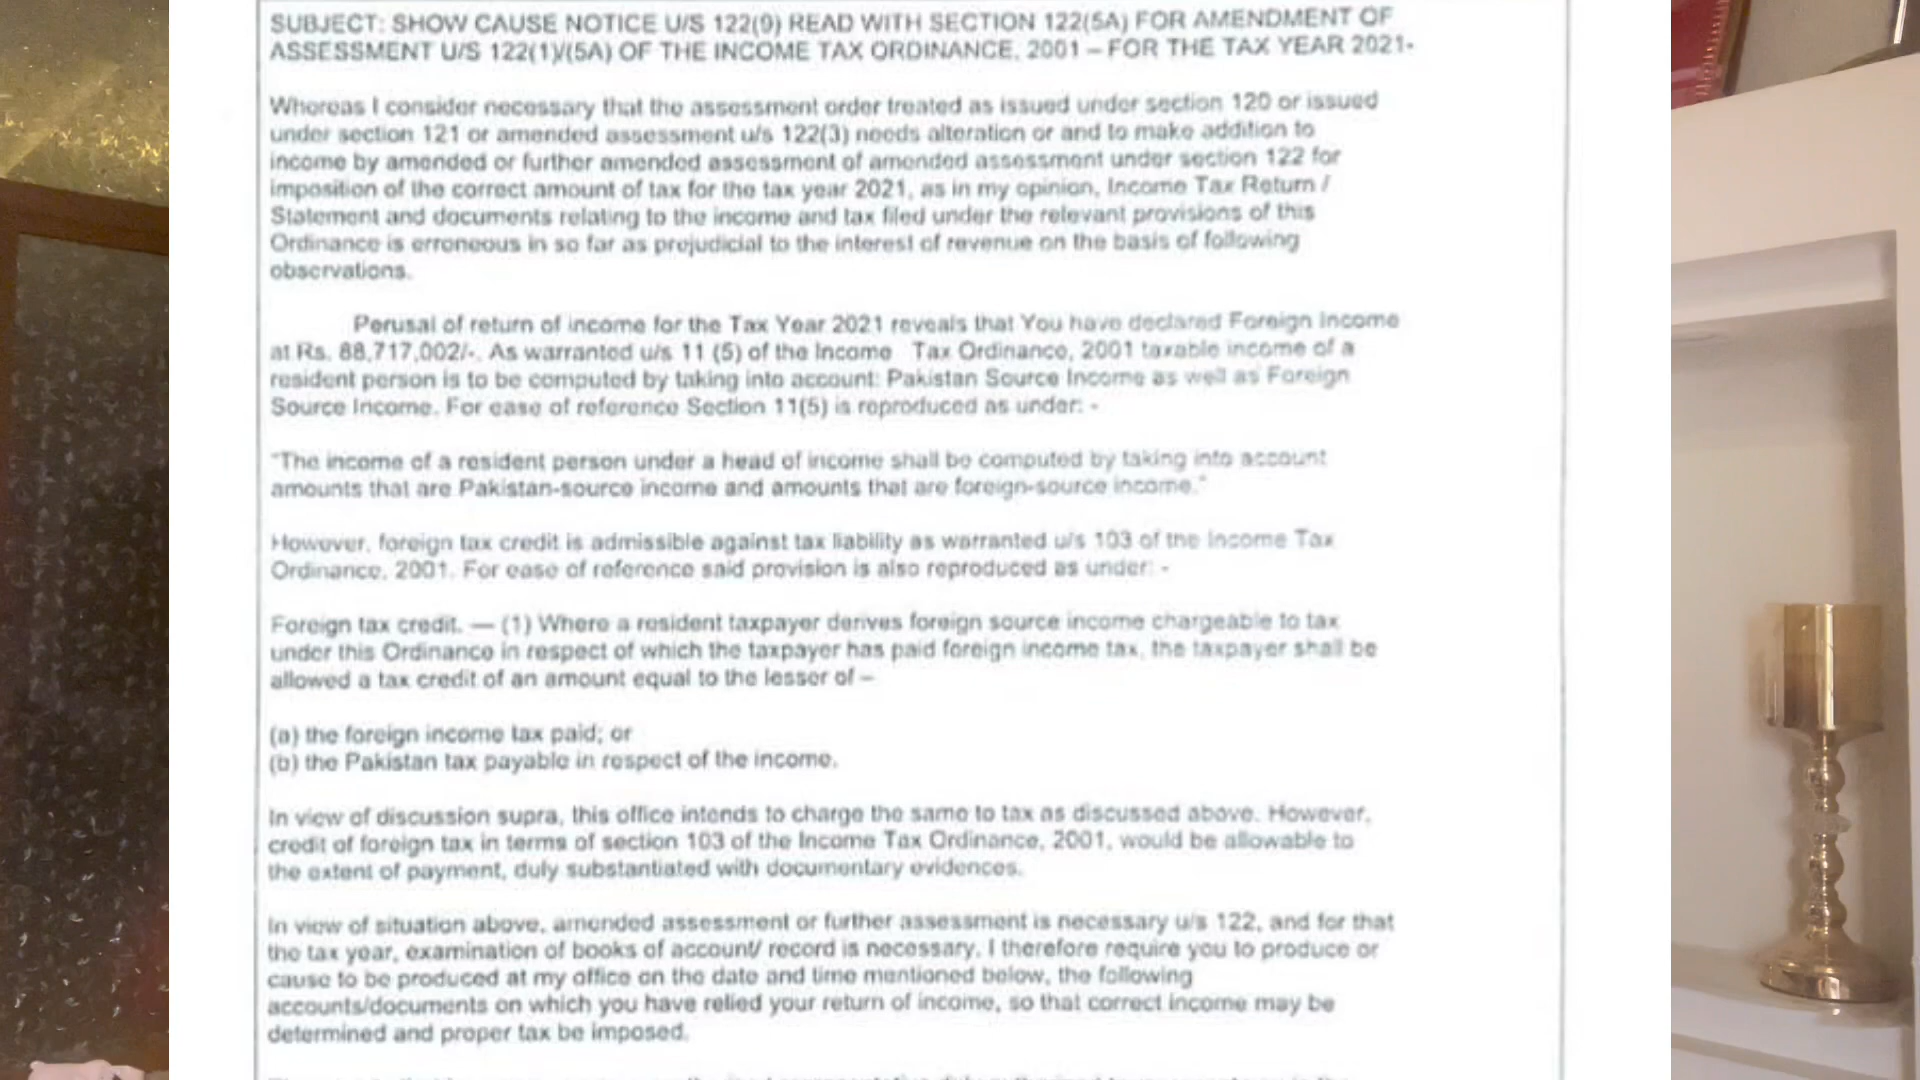 SUBJECT: SHOW CAUSE NOTICE U/S 122(9) READ WITH SECTION 122(5A) FOR AMENDMENT OF
ASSESSMENT U/S 122(1)/(5A) OF THE INCOME TAX ORDINANCE, 2001 – FOR THE TAX YEAR 2021-
Whereas I consider necessary that the assessment order treated as issued under section 120 or issued
under section 121 or amended assessment u/s 122(3) needs alteration or and to make addition to
income by amended or further amended assessment of amended assessment under section 122 for
imposition of the correct amount of tax for the tax year 2021, as in my opinion, Income Tax Return /
Statement and documents relating to the income and tax filed under the relevant provisions of this
Ordinance is erroneous in so far as prejudicial to the interest of revenue on the basis of following
observations.
Perusal of return of income for the Tax Year 2021 reveals that You have declared Foreign Income
at Rs. 88,717,002/-. As warranted u/s 11 (5) of the Income Tax Ordinance, 2001 taxable income of a
resident person is to be computed by taking into account: Pakistan Source Income as well as Foreign
Source Income. For ease of reference Section 11(5) is reproduced as under: -
"The income of a resident person under a head of income shall be computed by taking into account
amounts that are Pakistan-source income and amounts that are foreign-source income."
However, foreign tax credit is admissible against tax liability as warranted u/s 103 of the Income Tax
Ordinance, 2001. For ease of reference said provision is also reproduced as under: -
Foreign tax credit. — (1) Where a resident taxpayer derives foreign source income chargeable to tax
under this Ordinance in respect of which the taxpayer has paid foreign income tax, the taxpayer shall be
allowed a tax credit of an amount equal to the lesser of –
(a) the foreign income tax paid; or
(b) the Pakistan tax payable in respect of the income.
In view of discussion supra, this office intends to charge the same to tax as discussed above. However,
credit of foreign tax in terms of section 103 of the Income Tax Ordinance, 2001, would be allowable to
the extent of payment, duly substantiated with documentary evidences.
In view of situation above, amended assessment or further assessment is necessary u/s 122, and for that
the tax year, examination of books of account/ record is necessary. I therefore require you to produce or
cause to be produced at my office on the date and time mentioned below, the following
accounts/documents on which you have relied your return of income, so that correct income may be
determined and proper tax be imposed.